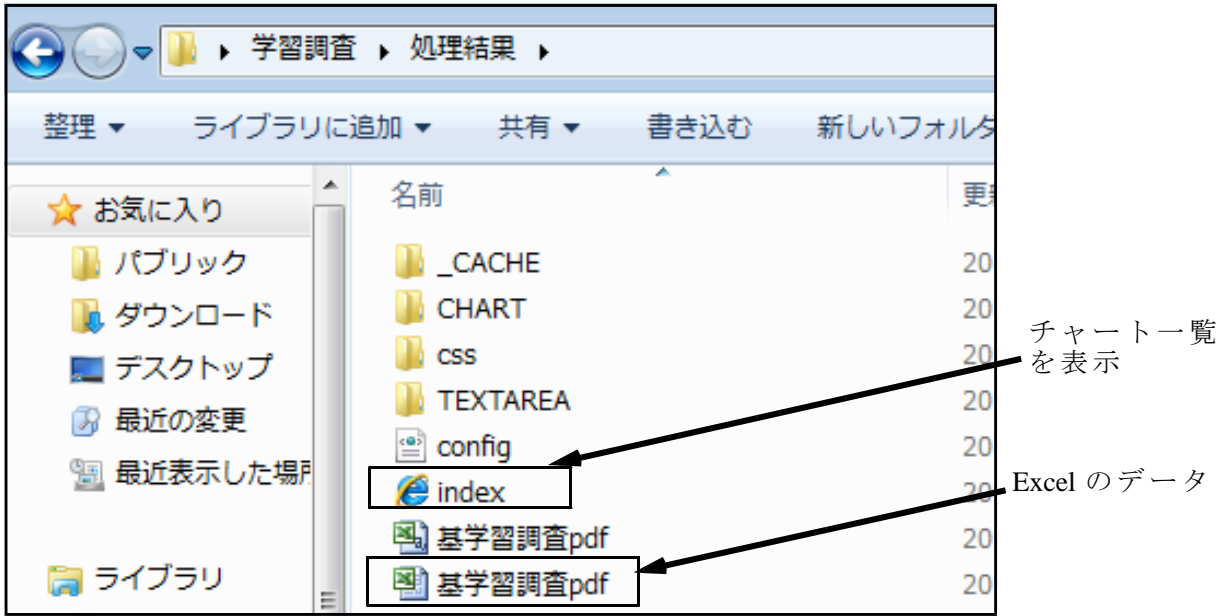 学習調査 処理結果
整理 ライブラリに追加 共有 書き込む 新しいフォルダ
お気に入り
パブリック
ダウンロード
デスクトップ
最近の変更
最近表示した場所
ライブラリ
名前 更新
_CACHE 20
CHART 20
css 20
TEXTAREA 20
config 20
index 20
基学習調査pdf 20
基学習調査pdf 20
チャート一覧
を表示
Excel のデータ